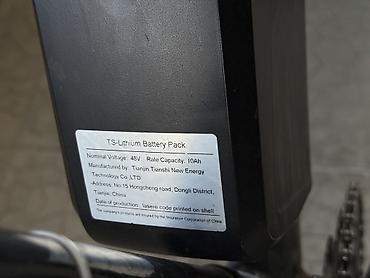 TS-Lithium Battery Pack
Nominal Voltage: 48V Rate Capacity: 10Ah
Manufactured by: Tianjin Tianshi New Energy
Technology Co.,LTD
-Address: No.15 Hongcheng road, Dongli District,
Tianjin, China
Date of production: lasere code printed on shell
The company's products are insured by the Insurance Corporation of China